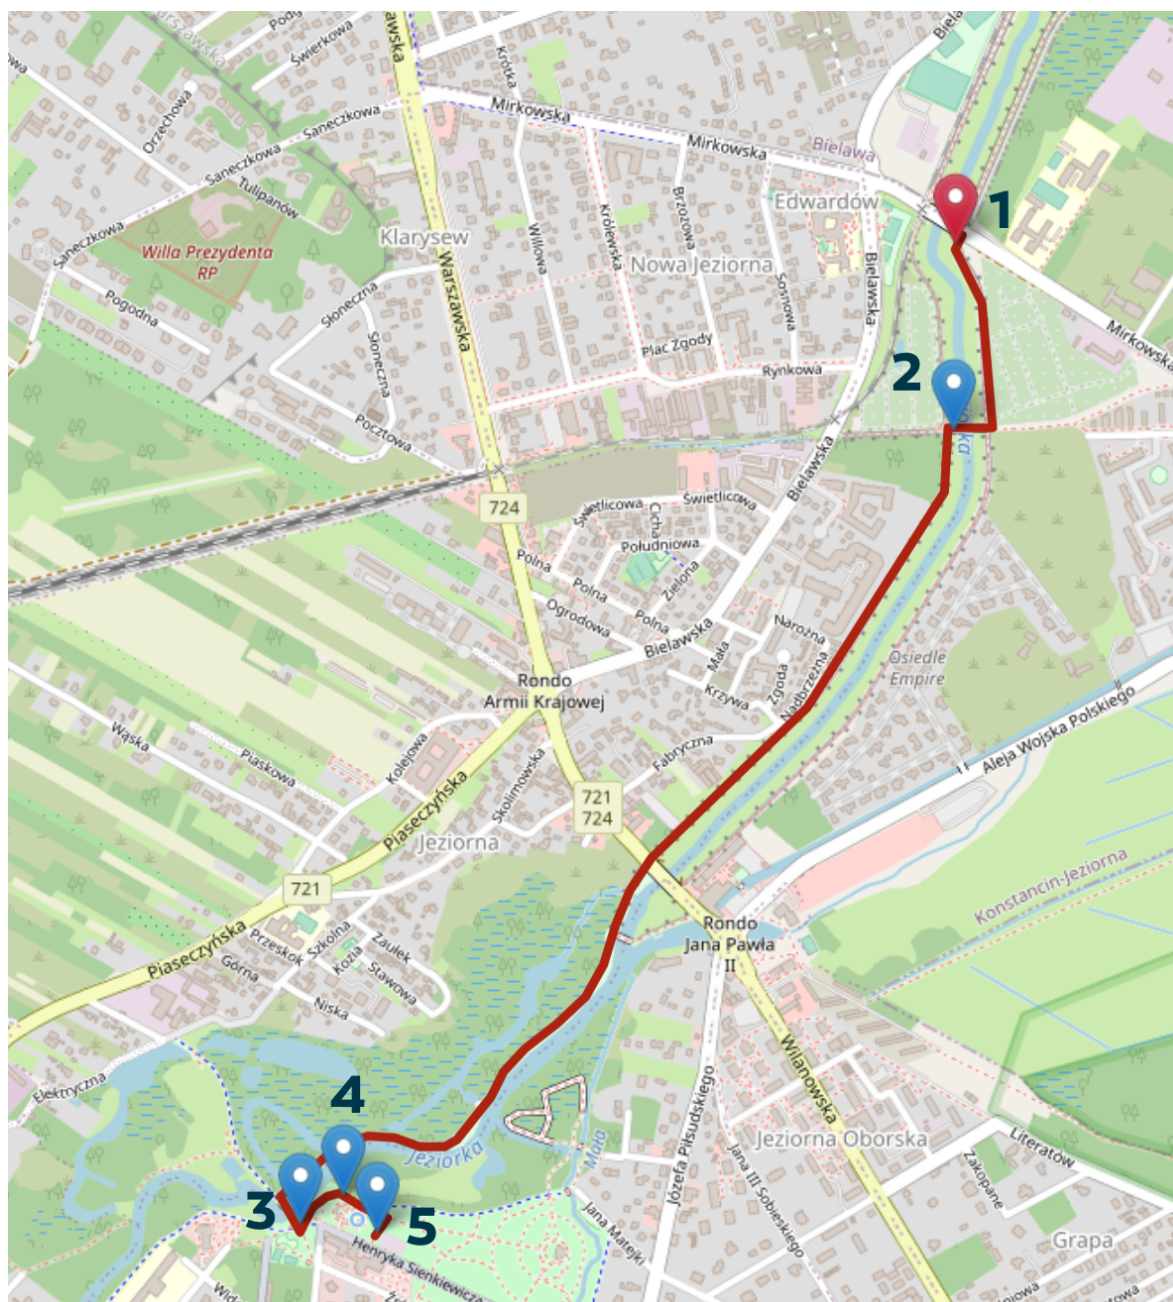 Podg
Świerkowa
Orzechowa
Saneczkowa
Saneczkowa
Saneczkowa
Tulipanów
Willa Prezydenta
RP
Pogodna
Słoneczna
Słoneczna
Pocztowa
Klarysew
Warszawska
Krótka
Mirkowska
Mirkowska
Mirkowska
Bielawa
Edwardów
Nowa Jeziorna
Willowa
Królewska
Brzozowa
Sosnowa
Bielawska
Plac Zgody
Rynkowa
1
2
724
Świetlicowa
Świetlicowa
Cicha
Południowa
Zielona
Polna
Polna
Polna
Ogrodowa
Bielawska
Bielawska
Mała
Narożna
Krzywa
Zgoda
Nadbrzeżna
Osiedle
Empire
Rondo
Armii Krajowej
Fabryczna
Aleja Wojska Polskiego
Wąska
Piaskowa
Kolejowa
Piaseczyńska
Skolimowska
721
724
Jeziorna
721
Piaseczyńska
Przeskok
Szkolna
Górna
Kozia
Zaułek
Stawowa
Niska
Elektryczna
Rondo
Jana Pawła
II
Konstancin-Jeziorna
Wilanowska
Józefa Piłsudskiego
Jeziorna Oborska
Literatów
Zakopane
Jana III Sobieskiego
Jana Matejki
Grapa
Mała
Jeziorka
4
3
5
Henryka Sienkiewicza